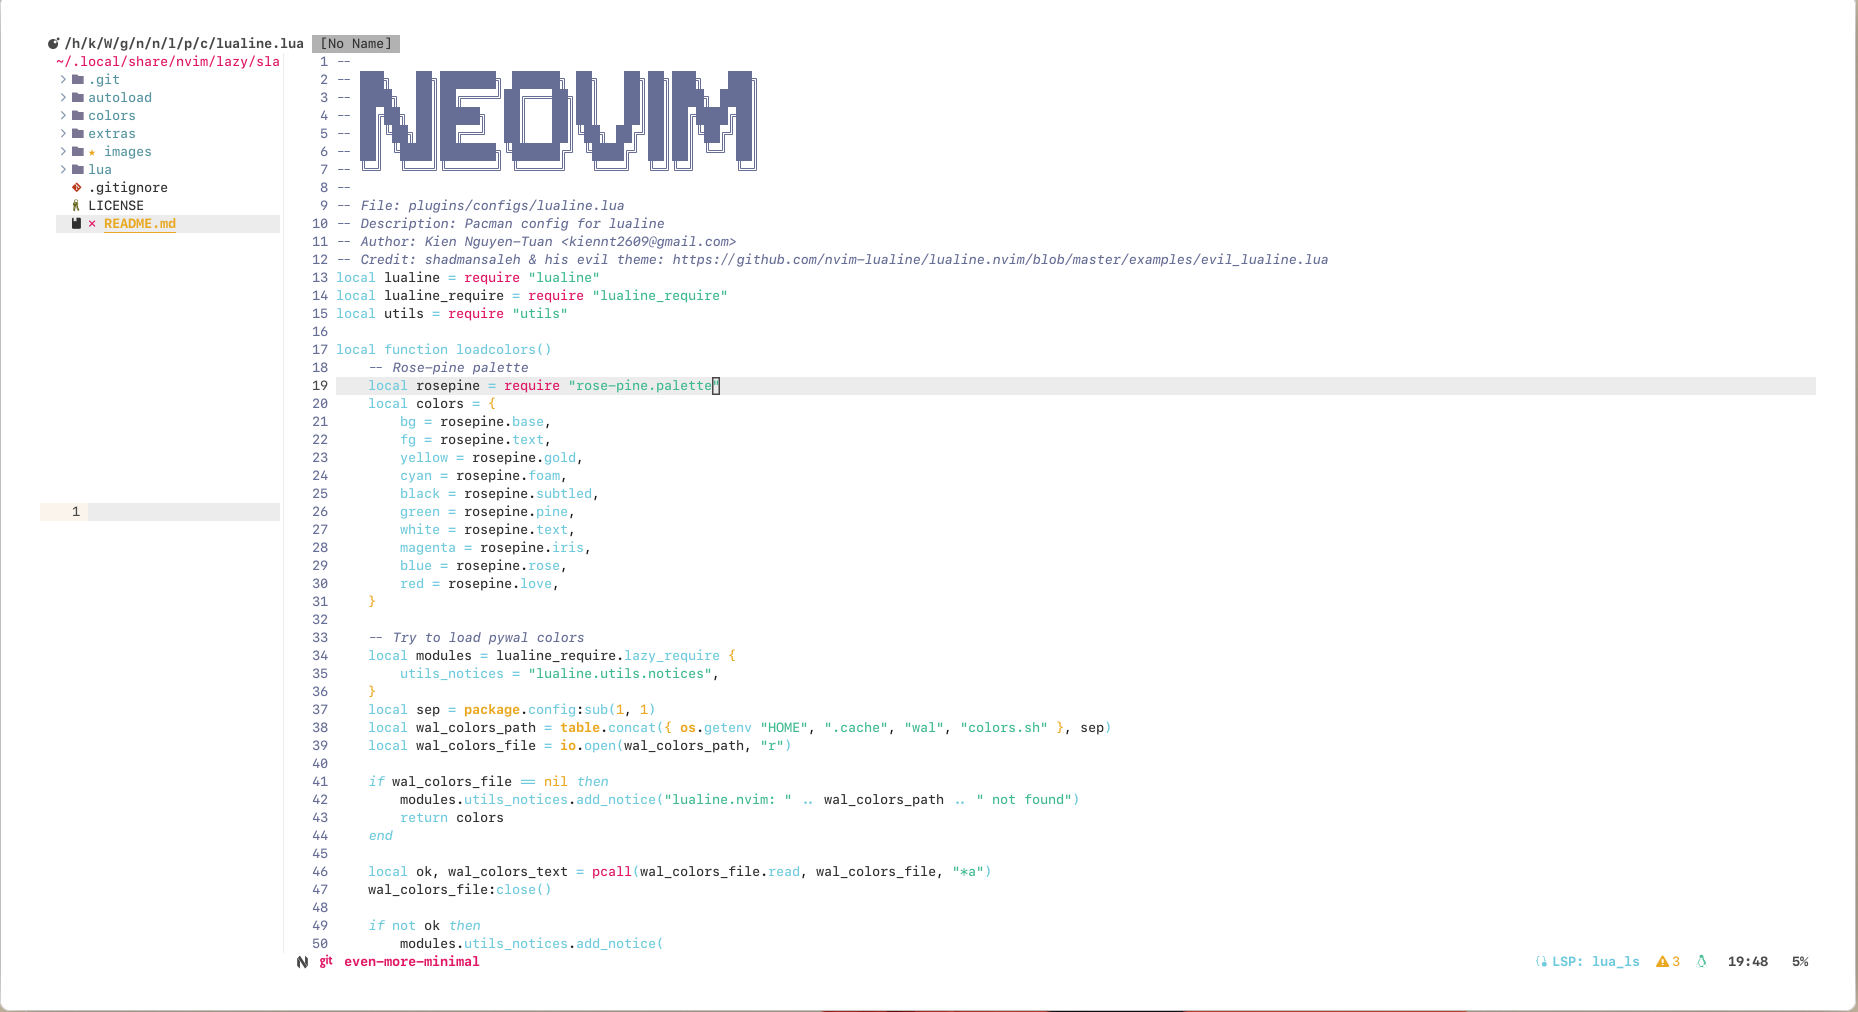 /h/k/W/g/n/n/l/p/c/lualine.lua [No Name]
~/.local/share/nvim/lazy/sla
.git
autoload
colors
extras
images
lua
.gitignore
LICENSE
README.md
1
1 --
2 --
3 --
4 --
5 --
6 --
7 --
NEOVIM
8 --
9 -- File: plugins/configs/lualine.lua
10 -- Description: Pacman config for lualine
11 -- Author: Kien Nguyen-Tuan <kiennt2609@gmail.com>
12 -- Credit: shadmansaleh & his evil theme: https://github.com/nvim-lualine/lualine.nvim/blob/master/examples/evil_lualine.lua
13 local lualine = require "lualine"
14 local lualine_require = require "lualine_require"
15 local utils = require "utils"
16
17 local function loadcolors()
18     -- Rose-pine palette
19     local rosepine = require "rose-pine.palette"
20     local colors = {
21         bg = rosepine.base,
22         fg = rosepine.text,
23         yellow = rosepine.gold,
24         cyan = rosepine.foam,
25         black = rosepine.subtled,
26         green = rosepine.pine,
27         white = rosepine.text,
28         magenta = rosepine.iris,
29         blue = rosepine.rose,
30         red = rosepine.love,
31     }
32
33     -- Try to load pywal colors
34     local modules = lualine_require.lazy_require {
35         utils_notices = "lualine.utils.notices",
36     }
37     local sep = package.config:sub(1, 1)
38     local wal_colors_path = table.concat({ os.getenv "HOME", ".cache", "wal", "colors.sh" }, sep)
39     local wal_colors_file = io.open(wal_colors_path, "r")
40
41     if wal_colors_file == nil then
42         modules.utils_notices.add_notice("lualine.nvim: " .. wal_colors_path .. " not found")
43         return colors
44     end
45
46     local ok, wal_colors_text = pcall(wal_colors_file.read, wal_colors_file, "*a")
47     wal_colors_file:close()
48
49     if not ok then
50         modules.utils_notices.add_notice(
git even-more-minimal LSP: lua_ls 3 19:48 5%